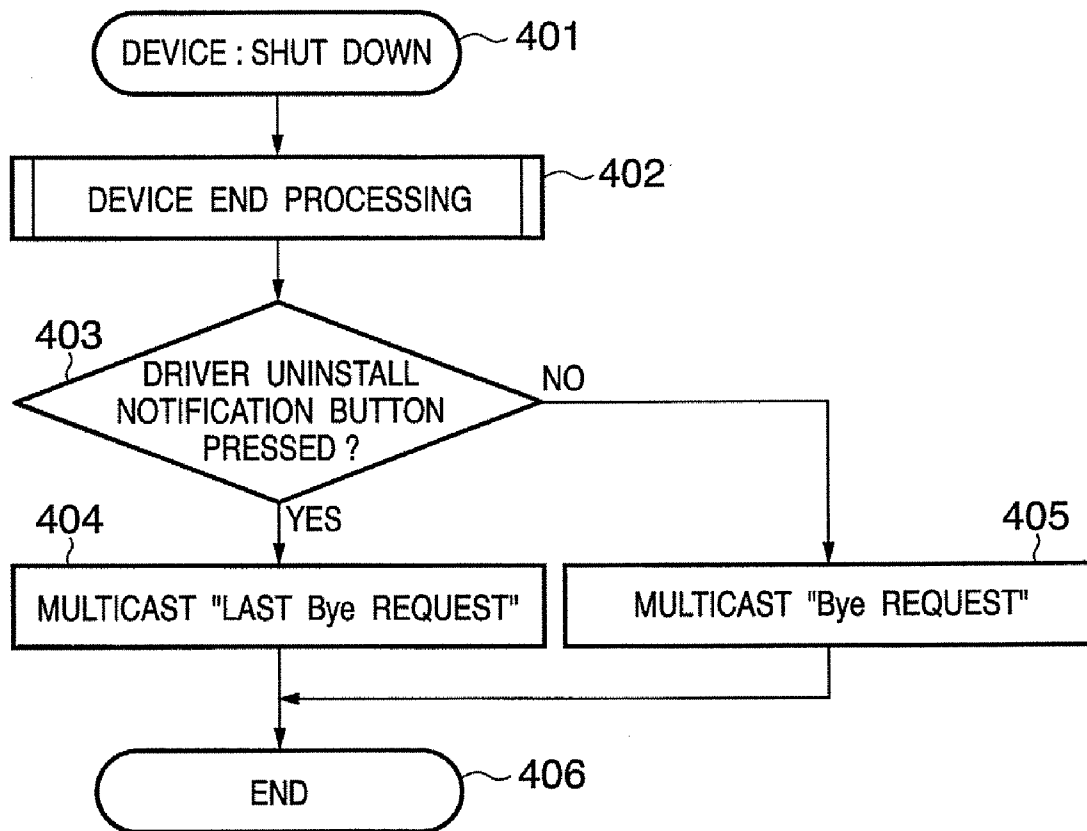 DEVICE : SHUT DOWN
401
DEVICE END PROCESSING
402
403
DRIVER UNINSTALL
NOTIFICATION BUTTON
PRESSED ?
NO
YES
404
MULTICAST "LAST Bye REQUEST"
405
MULTICAST "Bye REQUEST"
END
406